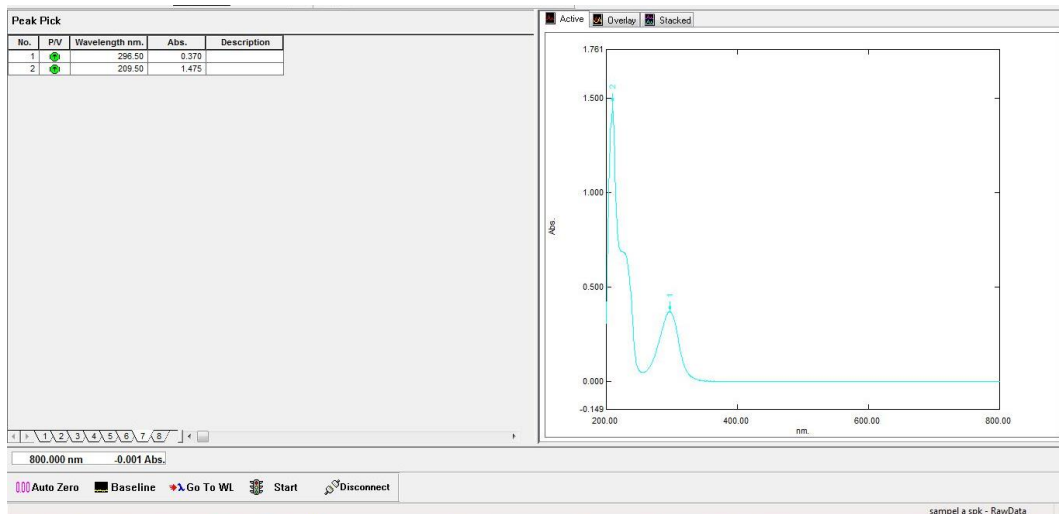 Peak Pick
No. P/V Wavelength nm. Abs. Description
1 296.50 0.370
2 209.50 1.475
1 2 3 4 5 6 7 8
800.000 nm -0.001 Abs.
Auto Zero Baseline Go To WL Start Disconnect
Active Overlay Stacked
1.761
1.500
1.000
0.500
0.000
-0.149
Abs.
2
1
200.00 400.00 600.00 800.00
nm.
sampel a.spk - RawData